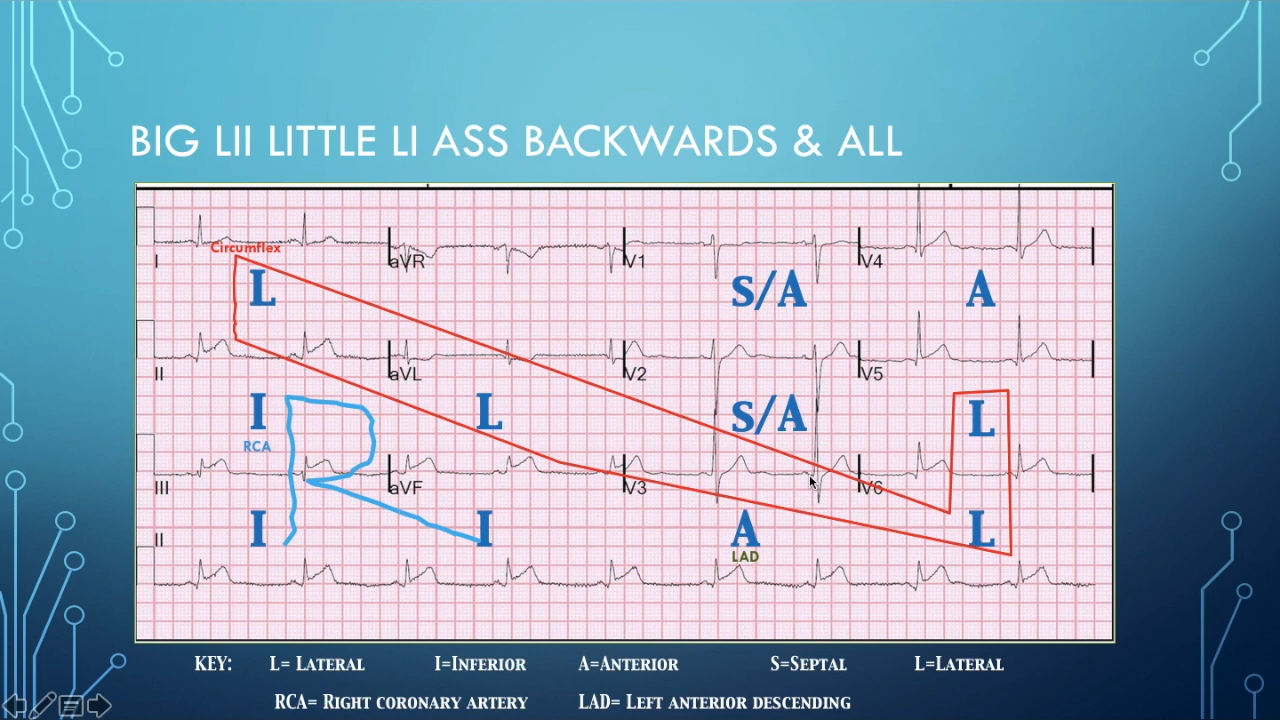 BIG LII LITTLE LI ASS BACKWARDS & ALL
I aVR V1 V4
Circumflex
L S/A A
II aVL V2 V5
I L S/A L
RCA
III aVF V3 V6
I I A L
II
LAD
KEY: L= LATERAL I=INFERIOR A=ANTERIOR S=SEPTAL L=LATERAL
RCA= RIGHT CORONARY ARTERY LAD= LEFT ANTERIOR DESCENDING